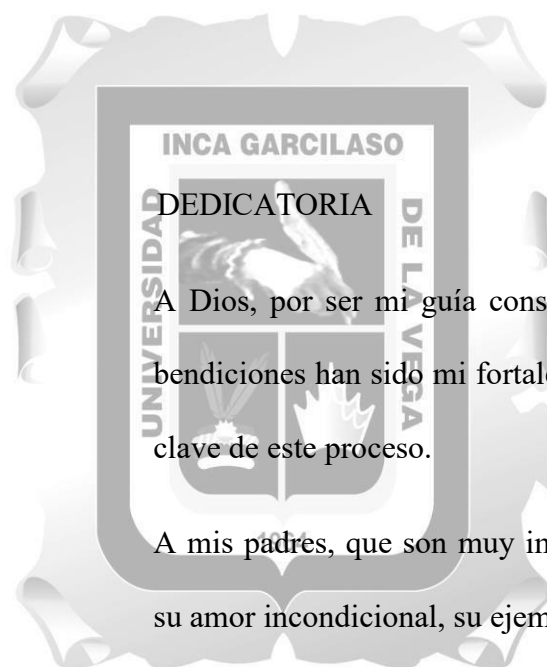 INCA GARCILASO
UNIVERSIDAD
DE LA VEGA
DEDICATORIA
A Dios, por ser mi guía cons
bendiciones han sido mi fortal
clave de este proceso.
A mis padres, que son muy in
su amor incondicional, su ejem
1964